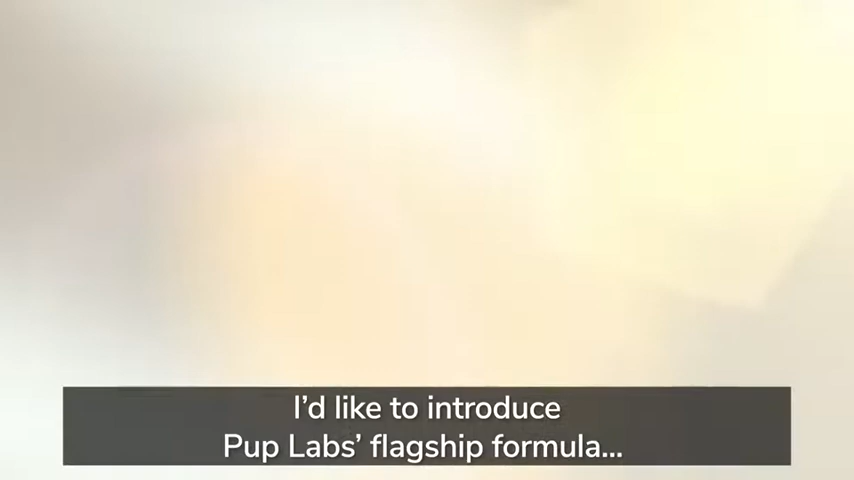 I’d like to introduce
Pup Labs’ flagship formula...